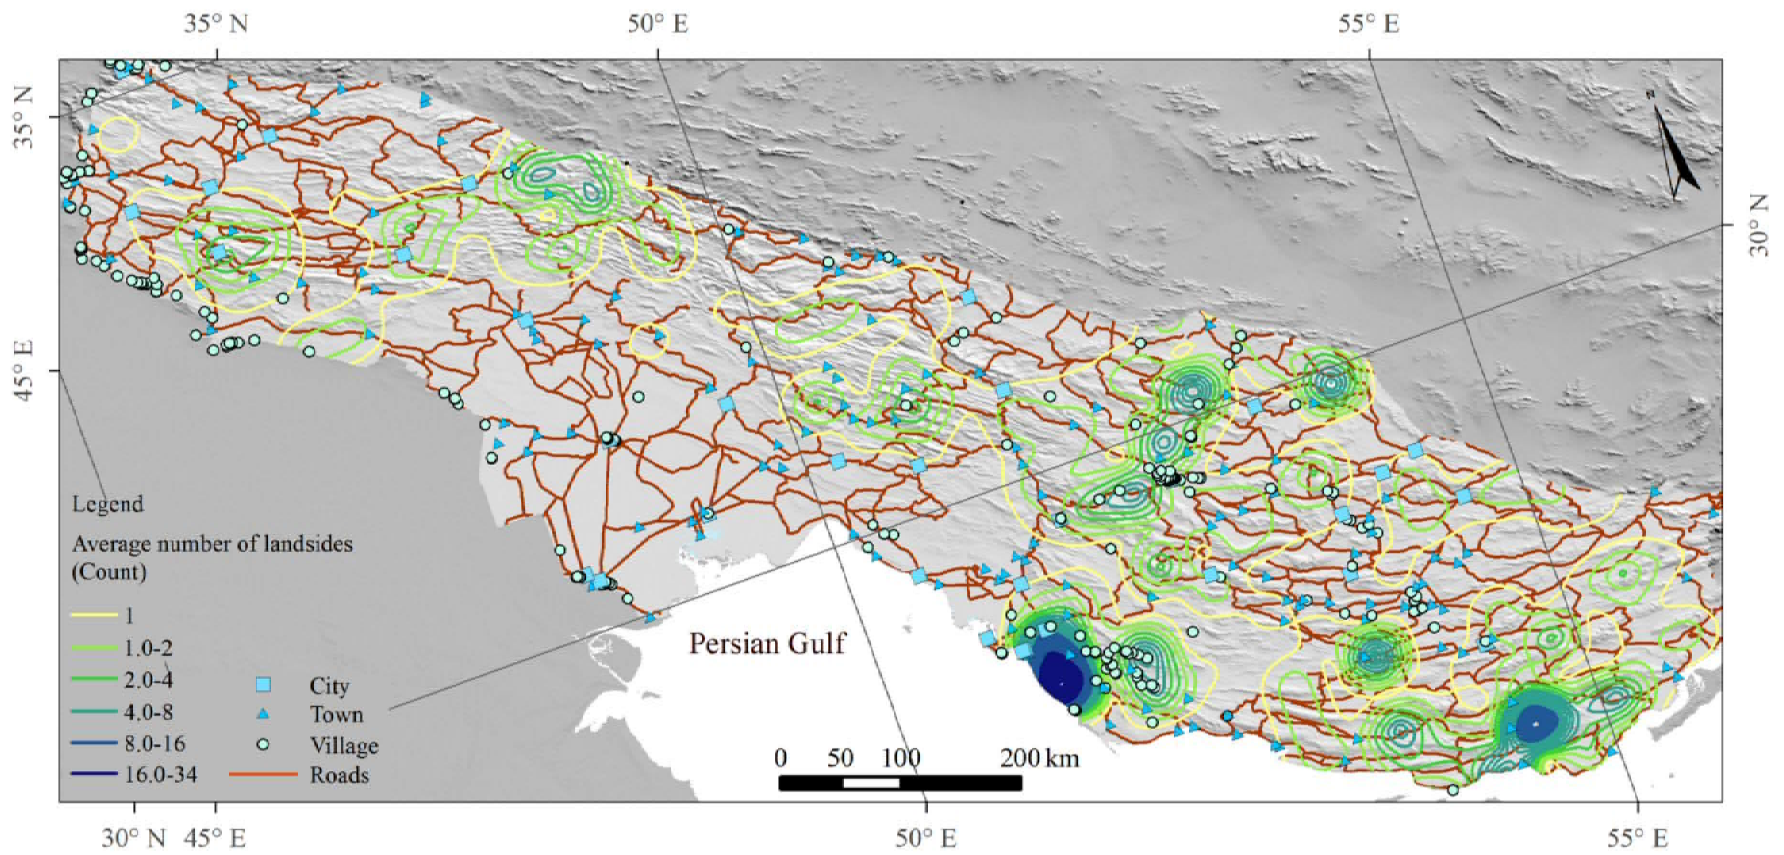 35° N
50° E
55° E
35° N
N
30° N
45° E
Legend
Average number of landsides
(Count)
1
1.0-2
2.0-4
4.0-8
8.0-16
16.0-34
City
Town
Village
Roads
Persian Gulf
0 50 100 200 km
30° N 45° E
50° E
55° E